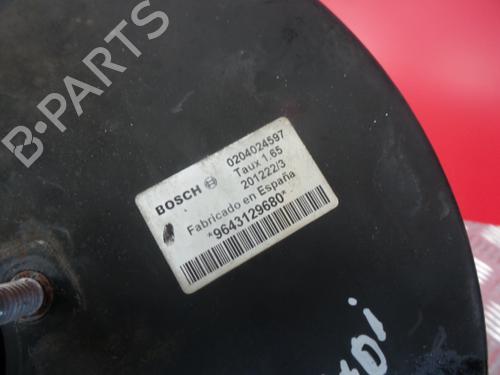 B-PARTS
BOSCH
0204024597
Taux 1.65
201222/3
Fabricado en España
*9643129680*